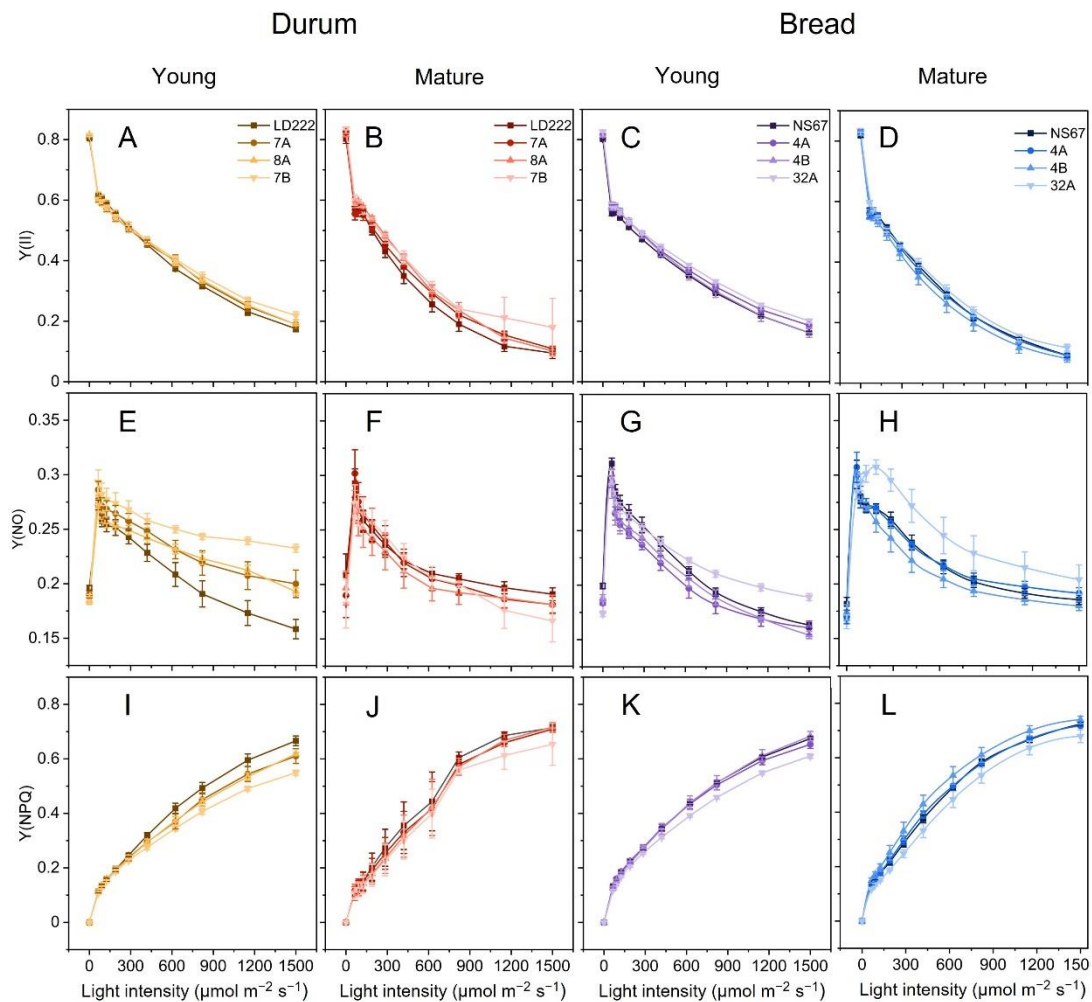 Durum Bread
Young Mature Young Mature
A B C D
LD222 LD222 NS67 NS67
7A 7A 4A 4A
8A 8A 4B 4B
7B 7B 32A 32A
0.8
0.6
0.4
0.2
0
Y(II)
E F G H
0.35
0.3
0.25
0.2
0.15
Y(NO)
I J K L
0.8
0.6
0.4
0.2
0
Y(NPQ)
0 300 600 900 1200 1500 0 300 600 900 1200 1500 0 300 600 900 1200 1500 0 300 600 900 1200 150
Light intensity (µmol m⁻² s⁻¹) Light intensity (µmol m⁻² s⁻¹) Light intensity (µmol m⁻² s⁻¹) Light intensity (µmol m⁻² s⁻¹)